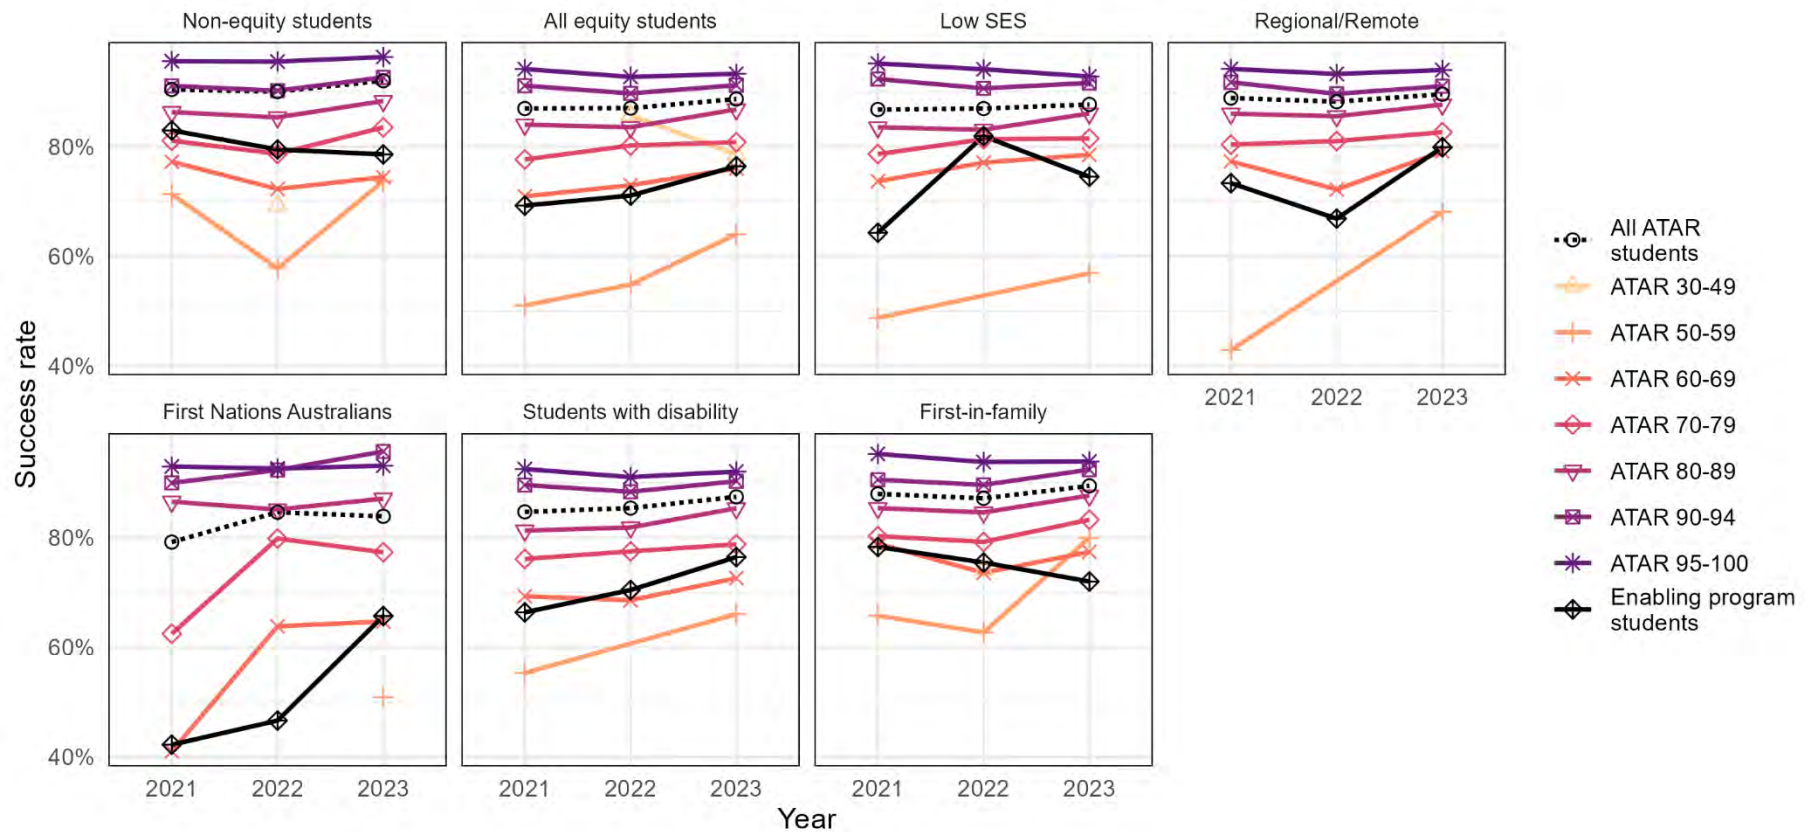 Non-equity students
All equity students
Low SES
Regional/Remote
80%
60%
40%
2021 2022 2023
First Nations Australians
Students with disability
First-in-family
80%
60%
40%
2021 2022 2023
2021 2022 2023
2021 2022 2023
Success rate
Year
All ATAR
students
ATAR 30-49
ATAR 50-59
ATAR 60-69
ATAR 70-79
ATAR 80-89
ATAR 90-94
ATAR 95-100
Enabling program
students